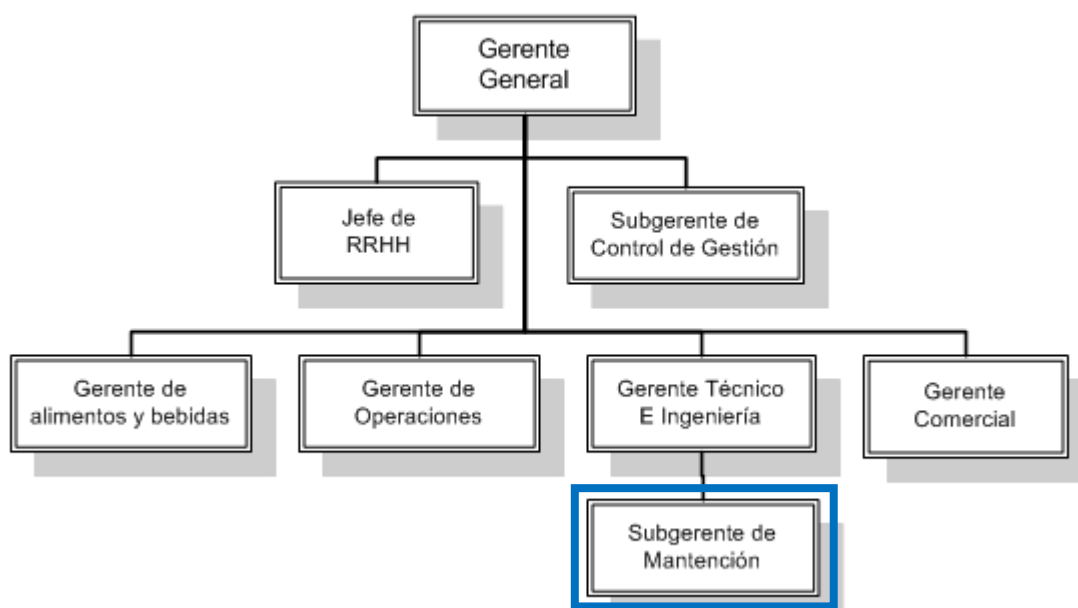 Gerente
General
Jefe de
RRHH
Subgerente de
Control de Gestión
Gerente de
alimentos y bebidas
Gerente de
Operaciones
Gerente Técnico
E Ingeniería
Gerente
Comercial
Subgerente de
Mantención